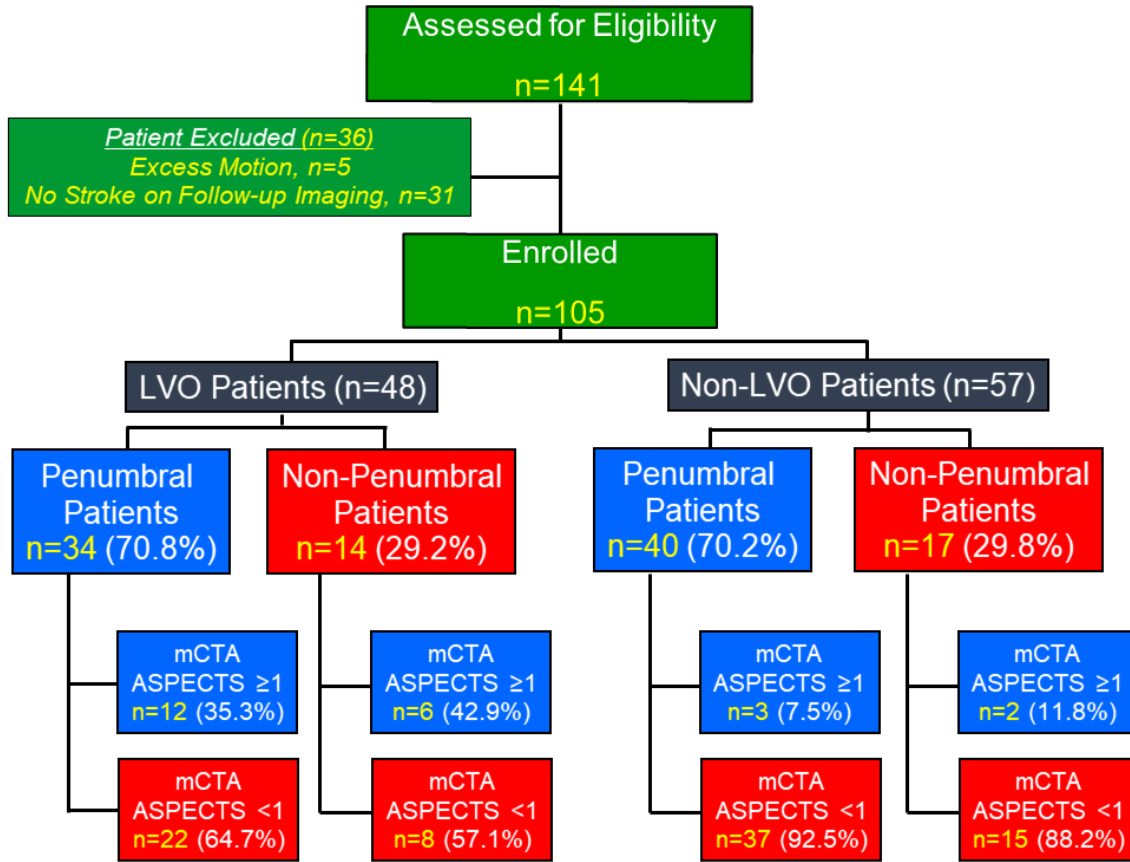 Assessed for Eligibility
n=141
Patient Excluded (n=36)
Excess Motion, n=5
No Stroke on Follow-up Imaging, n=31
Enrolled
n=105
LVO Patients (n=48)
Non-LVO Patients (n=57)
Penumbral
Patients
n=34 (70.8%)
Non-Penumbral
Patients
n=14 (29.2%)
Penumbral
Patients
n=40 (70.2%)
Non-Penumbral
Patients
n=17 (29.8%)
mCTA
ASPECTS ≥1
n=12 (35.3%)
mCTA
ASPECTS ≥1
n=6 (42.9%)
mCTA
ASPECTS ≥1
n=3 (7.5%)
mCTA
ASPECTS ≥1
n=2 (11.8%)
mCTA
ASPECTS <1
n=22 (64.7%)
mCTA
ASPECTS <1
n=8 (57.1%)
mCTA
ASPECTS <1
n=37 (92.5%)
mCTA
ASPECTS <1
n=15 (88.2%)